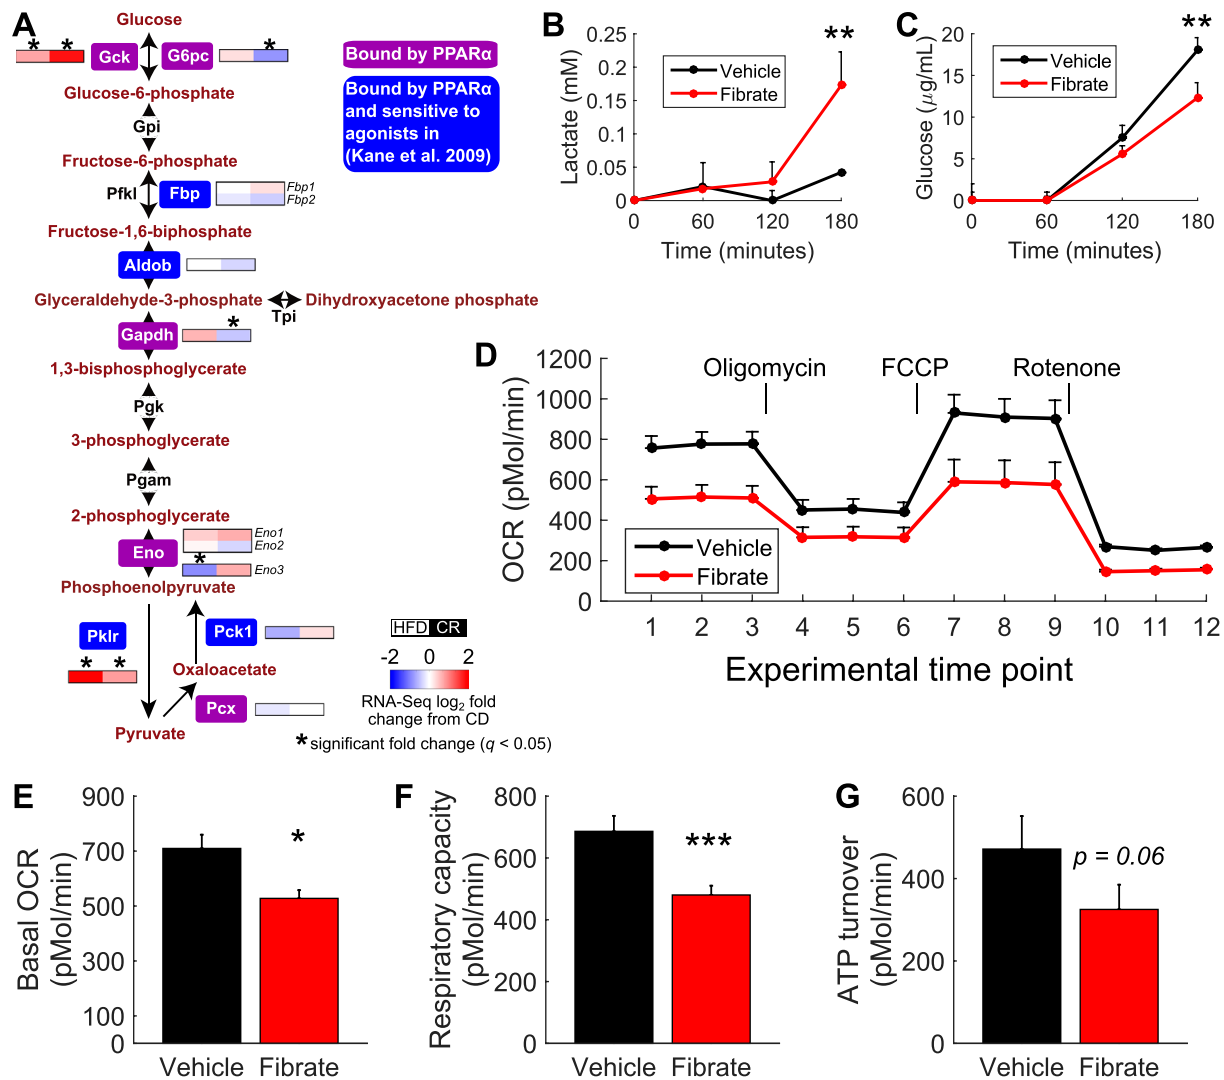 A
Glucose
* *
Gck
G6pc
*
Bound by PPARα
Glucose-6-phosphate
Bound by PPARα
and sensitive to
agonists in
(Kane et al. 2009)
Gpi
Fructose-6-phosphate
Pfkl
Fbp
Fbp1
Fbp2
Fructose-1,6-biphosphate
Aldob
Glyceraldehyde-3-phosphate
Dihydroxyacetone phosphate
Tpi
Gapdh
*
1,3-bisphosphoglycerate
Pgk
3-phosphoglycerate
Pgam
2-phosphoglycerate
Eno
Eno1
Eno2
*
Eno3
Phosphoenolpyruvate
Pklr
* *
Pck1
Oxaloacetate
Pcx
Pyruvate
HFD CR
-2 0 2
RNA-Seq log₂ fold
change from CD
* significant fold change (q < 0.05)
B
Lactate (mM)
0.25
0.2
0.15
0.1
0.05
0
Vehicle
Fibrate
**
0 60 120 180
Time (minutes)
C
Glucose (μg/mL)
20
15
10
5
0
Vehicle
Fibrate
**
0 60 120 180
Time (minutes)
D
OCR (pMol/min)
1200
1000
800
600
400
200
0
Oligomycin
FCCP
Rotenone
Vehicle
Fibrate
1 2 3 4 5 6 7 8 9 10 11 12
Experimental time point
E
Basal OCR
(pMol/min)
900
700
500
300
100
0
*
Vehicle Fibrate
F
Respiratory capacity
(pMol/min)
800
600
400
200
0
***
Vehicle Fibrate
G
ATP turnover
(pMol/min)
600
400
200
0
p = 0.06
Vehicle Fibrate